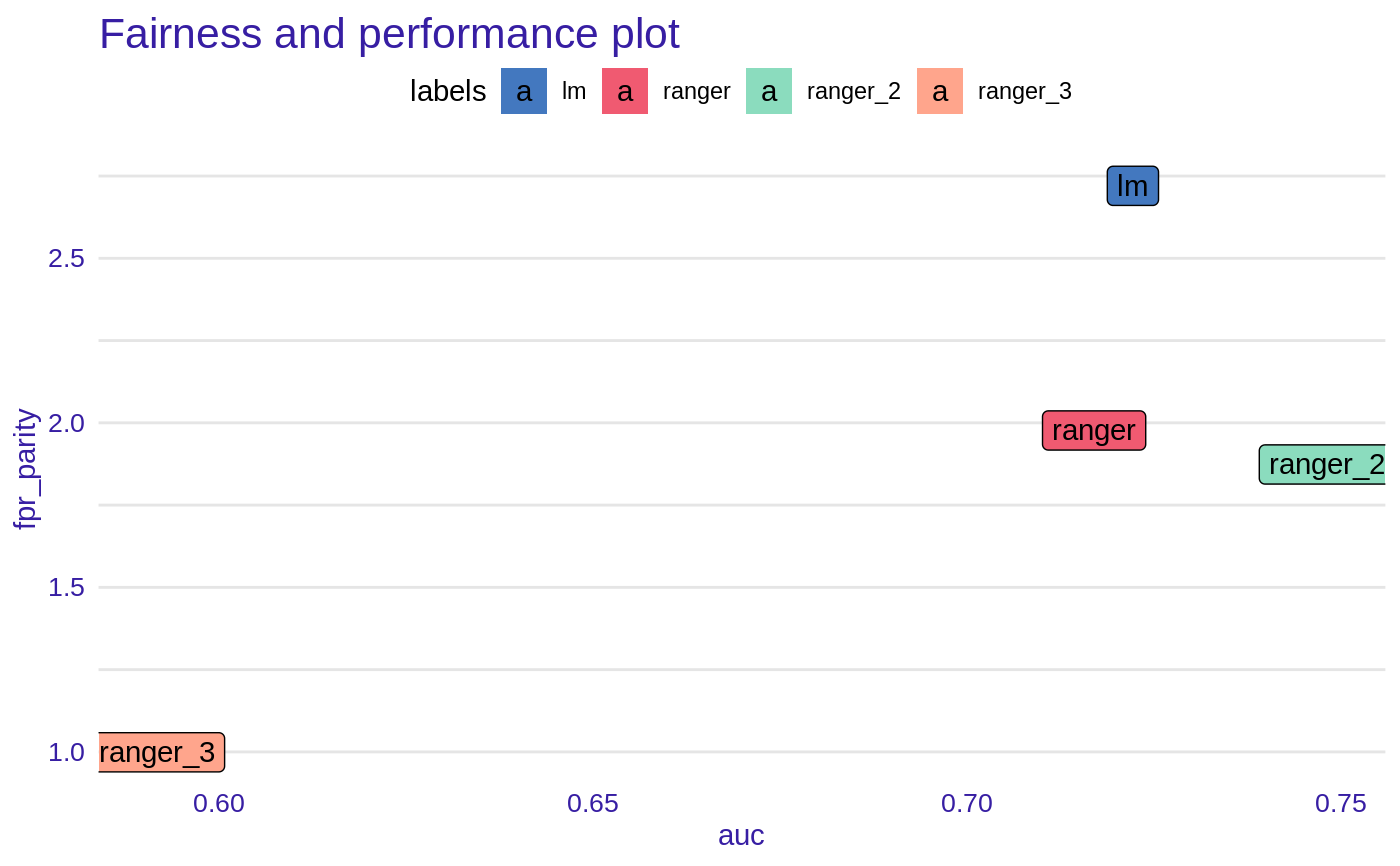 Fairness and performance plot
labels a lm a ranger a ranger_2 a ranger_3
lm
2.5
2.0
ranger
ranger_2
fpr_parity
1.5
1.0
ranger_3
0.60 0.65 0.70 0.75
auc